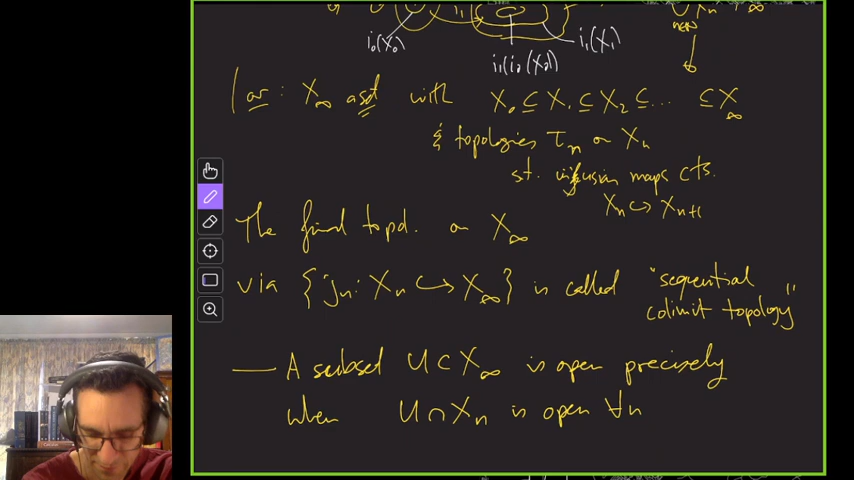 i₀(X₀) i₁(i₀(X₀)) i₁(X₁) n∈ℕ
(or: X∞ a set with X₀ ⊆ X₁ ⊆ X₂ ⊆ ... ⊆ X∞
& topologies τₙ on Xₙ
st. inclusion maps cts.
Xₙ ↪ Xₙ₊₁
The final topol. on X∞
via {jₙ: Xₙ ↪ X∞} is called "sequential
colimit topology"
— A subset U ⊂ X∞ is open precisely
when U ∩ Xₙ is open ∀n